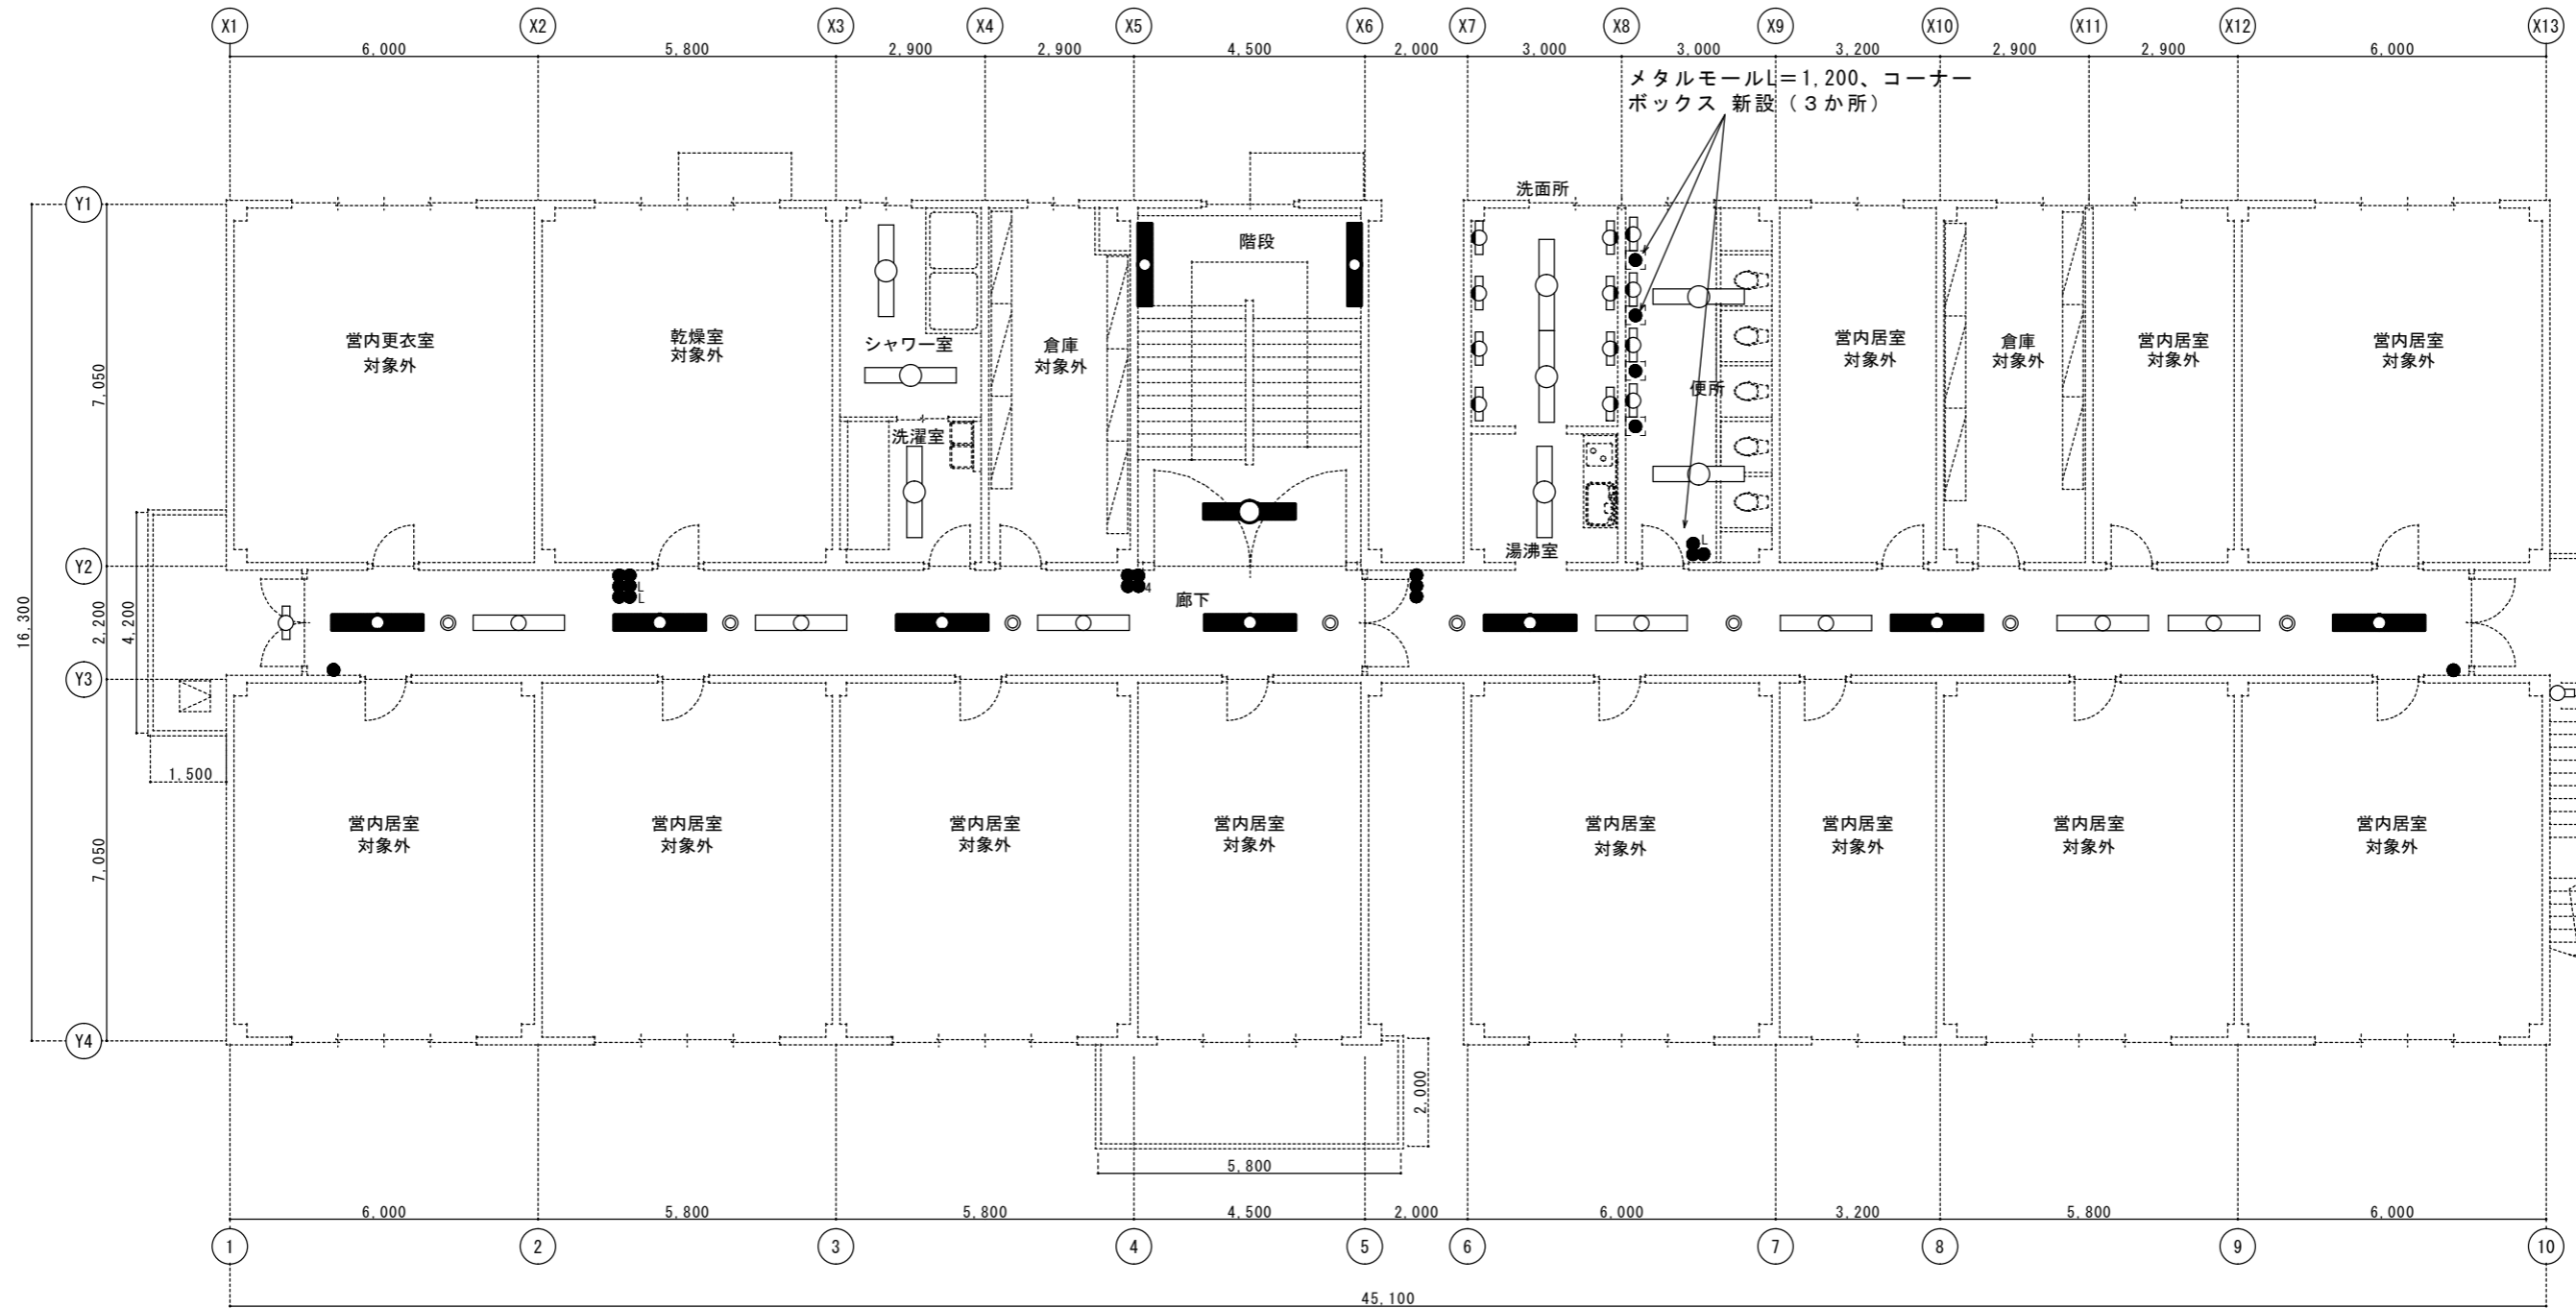 X1 X2 X3 X4 X5 X6 X7 X8 X9 X10 X11 X12 X13
6,000 5,800 2,900 2,900 4,500 2,000 3,000 3,000 3,200 2,900 2,900 6,000
メタルモールL=1,200、コーナー
ボックス 新設（３か所）
Y1
洗面所
階段
営内更衣室
対象外
乾燥室
対象外
シャワー室
倉庫
対象外
便所
営内居室
対象外
倉庫
対象外
営内居室
対象外
営内居室
対象外
7,050
洗濯室
湯沸室
L
Y2
L
L
4
廊下
16,300
2,200
4,200
Y3
1,500
営内居室
対象外
営内居室
対象外
営内居室
対象外
営内居室
対象外
営内居室
対象外
営内居室
対象外
営内居室
対象外
営内居室
対象外
7,050
Y4
2,000
5,800
6,000 5,800 5,800 4,500 2,000 6,000 3,200 5,800 6,000
1 2 3 4 5 6 7 8 9 10
45,100